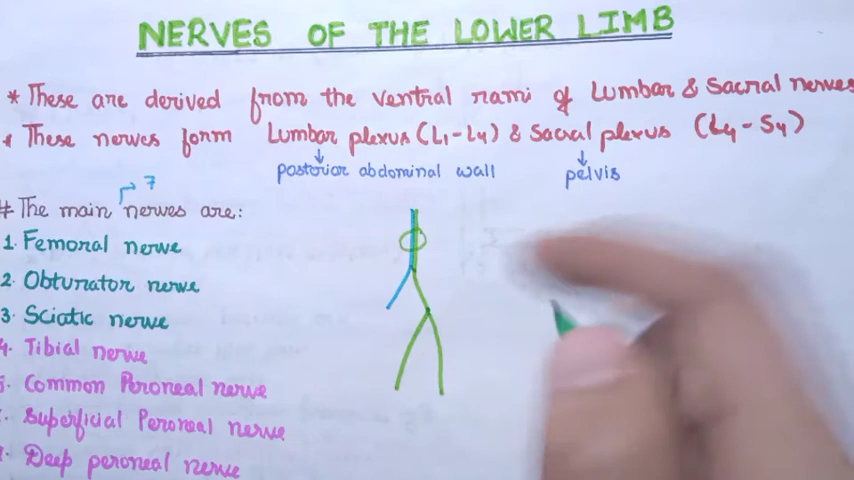 NERVES OF THE LOWER LIMB
* These are derived from the ventral rami of Lumbar & Sacral nerves
* These nerves form Lumbar plexus (L1-L4) & Sacral plexus (L4-S4)
posterior abdominal wall
pelvis
7
# The main nerves are:
1. Femoral nerve
2. Obturator nerve
3. Sciatic nerve
4. Tibial nerve
5. Common Peroneal nerve
Superficial Peroneal nerve
Deep peroneal nerve